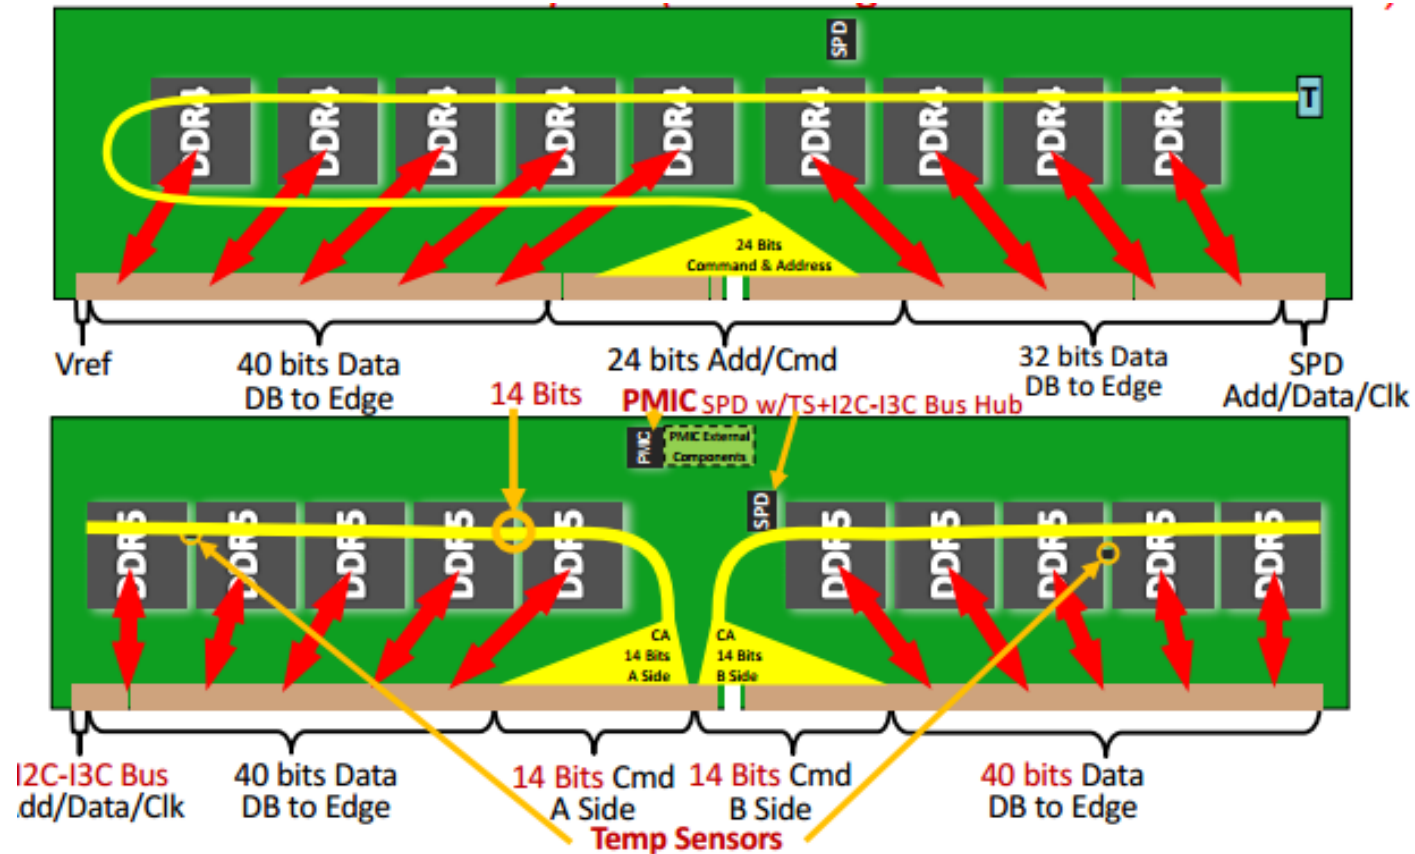 SPD
DDR4
DDR4
DDR4
DDR4
DDR4
DDR4
DDR4
DDR4
DDR4
T
24 Bits
Command & Address
Vref
40 bits Data
DB to Edge
24 bits Add/Cmd
32 bits Data
DB to Edge
SPD
Add/Data/Clk
14 Bits
PMIC SPD w/TS+I2C-I3C Bus Hub
PMIC
PMIC External
Components
SPD
DDR5
DDR5
DDR5
DDR5
DDR5
DDR5
DDR5
DDR5
DDR5
DDR5
CA
14 Bits
A Side
CA
14 Bits
B Side
I2C-I3C Bus
dd/Data/Clk
40 bits Data
DB to Edge
14 Bits Cmd
A Side
14 Bits Cmd
B Side
40 bits Data
DB to Edge
Temp Sensors